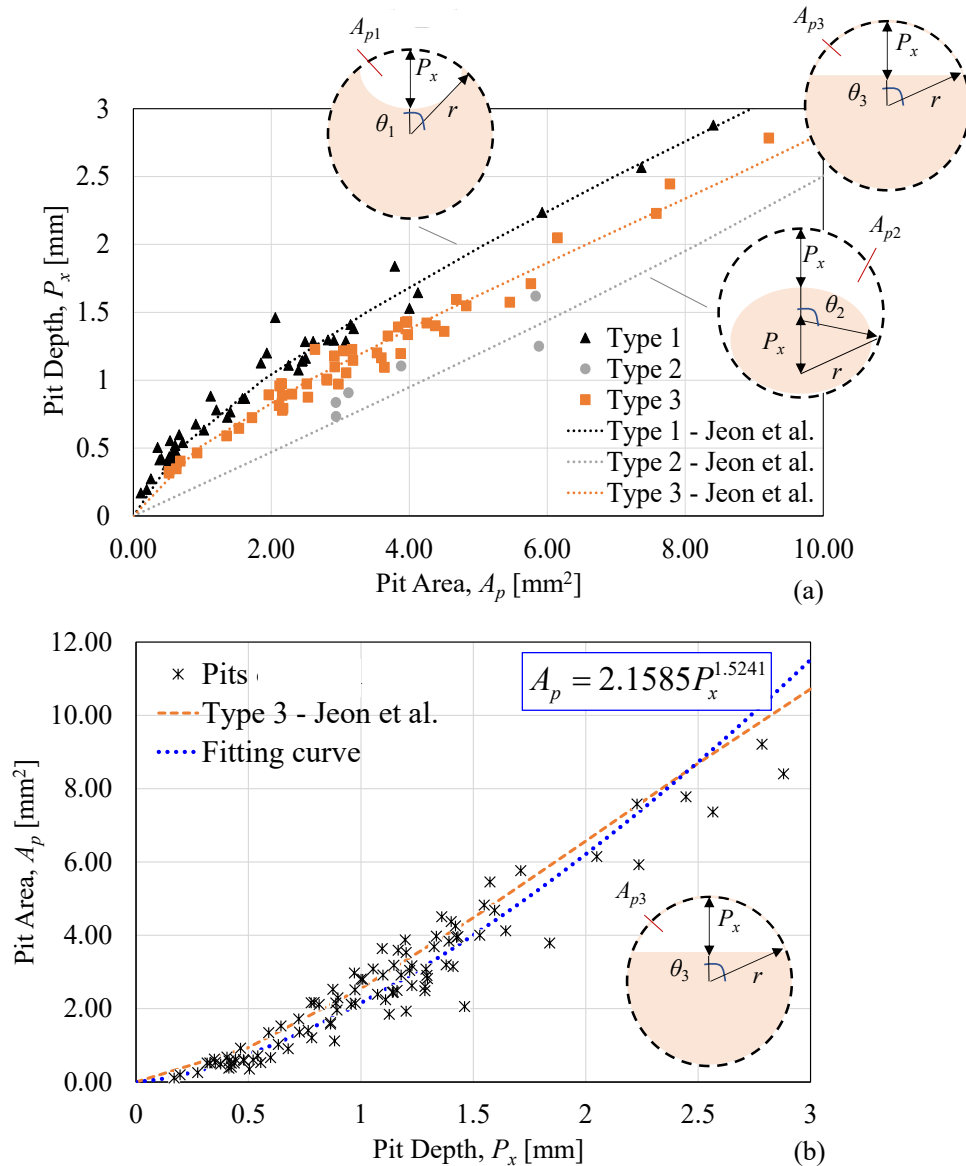 A_p1
P_x
θ_1
r
A_p3
P_x
θ_3
r
A_p2
P_x
θ_2
P_x
r
3
2.5
2
1.5
1
0.5
0
Pit Depth, P_x [mm]
Type 1
Type 2
Type 3
Type 1 - Jeon et al.
Type 2 - Jeon et al.
Type 3 - Jeon et al.
0.00 2.00 4.00 6.00 8.00 10.00
Pit Area, A_p [mm²]
(a)
12.00
10.00
8.00
6.00
4.00
2.00
0.00
Pit Area, A_p [mm²]
Pits
Type 3 - Jeon et al.
Fitting curve
A_p = 2.1585P_x^1.5241
A_p3
P_x
θ_3
r
0 0.5 1 1.5 2 2.5 3
Pit Depth, P_x [mm]
(b)